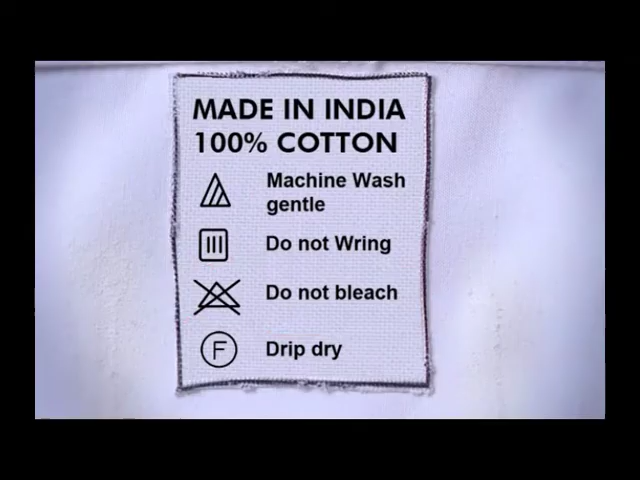 MADE IN INDIA
100% COTTON
Machine Wash
gentle
Do not Wring
Do not bleach
F
Drip dry